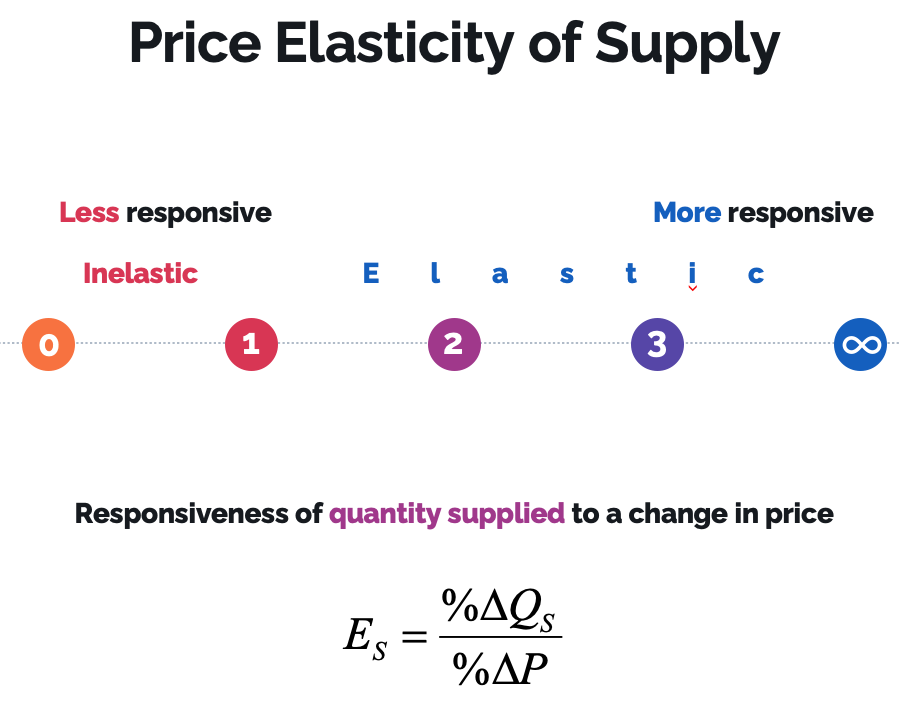 Price Elasticity of Supply
Less responsive More responsive
Inelastic E l a s t i c
0 1 2 3 ∞
Responsiveness of quantity supplied to a change in price
E_S = %ΔQ_S / %ΔP